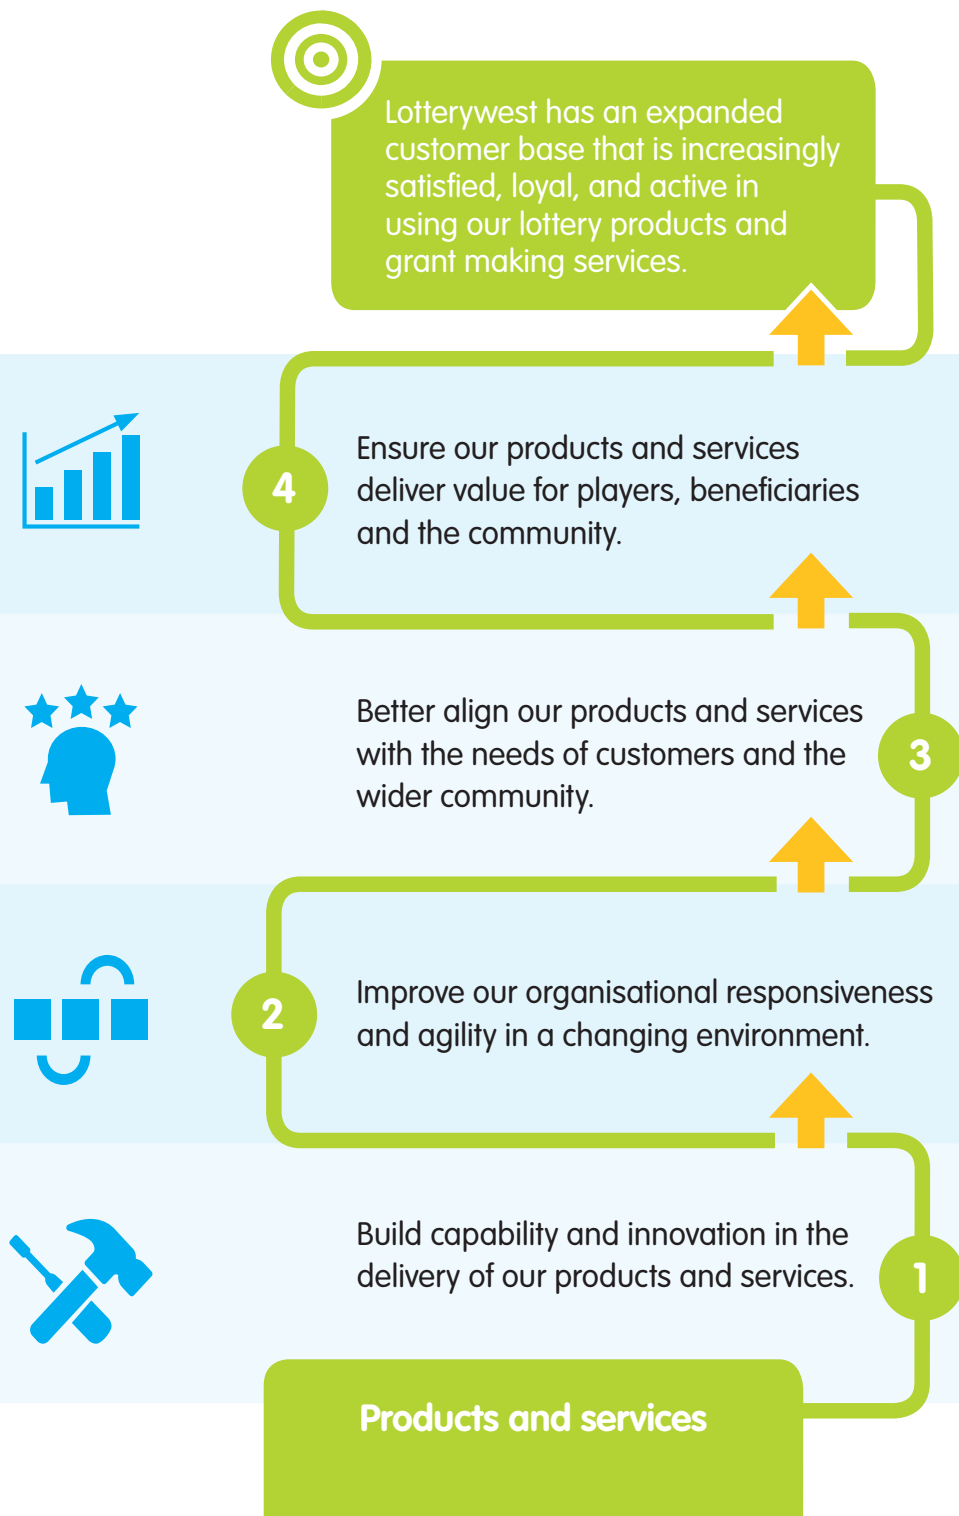 Lotterywest has an expanded
customer base that is increasingly
satisfied, loyal, and active in
using our lottery products and
grant making services.
4
Ensure our products and services
deliver value for players, beneficiaries
and the community.
Better align our products and services
with the needs of customers and the
wider community.
3
2
Improve our organisational responsiveness
and agility in a changing environment.
Build capability and innovation in the
delivery of our products and services.
1
Products and services